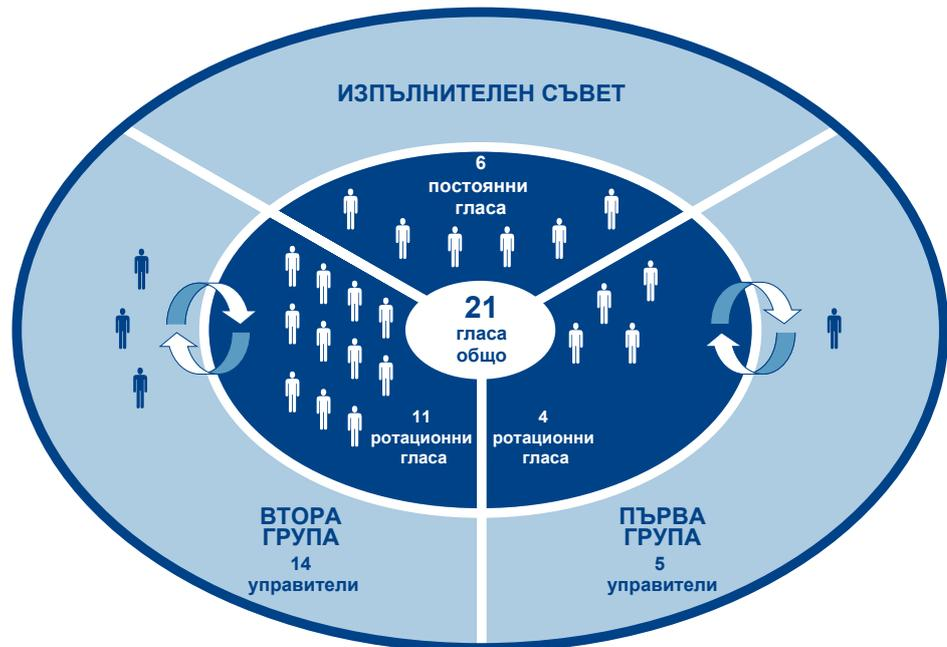 ИЗПЪЛНИТЕЛЕН СЪВЕТ
6
постоянни
гласа
21
гласа
общо
11
ротационни
гласа
4
ротационни
гласа
ВТОРА
ГРУПА
14
управители
ПЪРВА
ГРУПА
5
управители